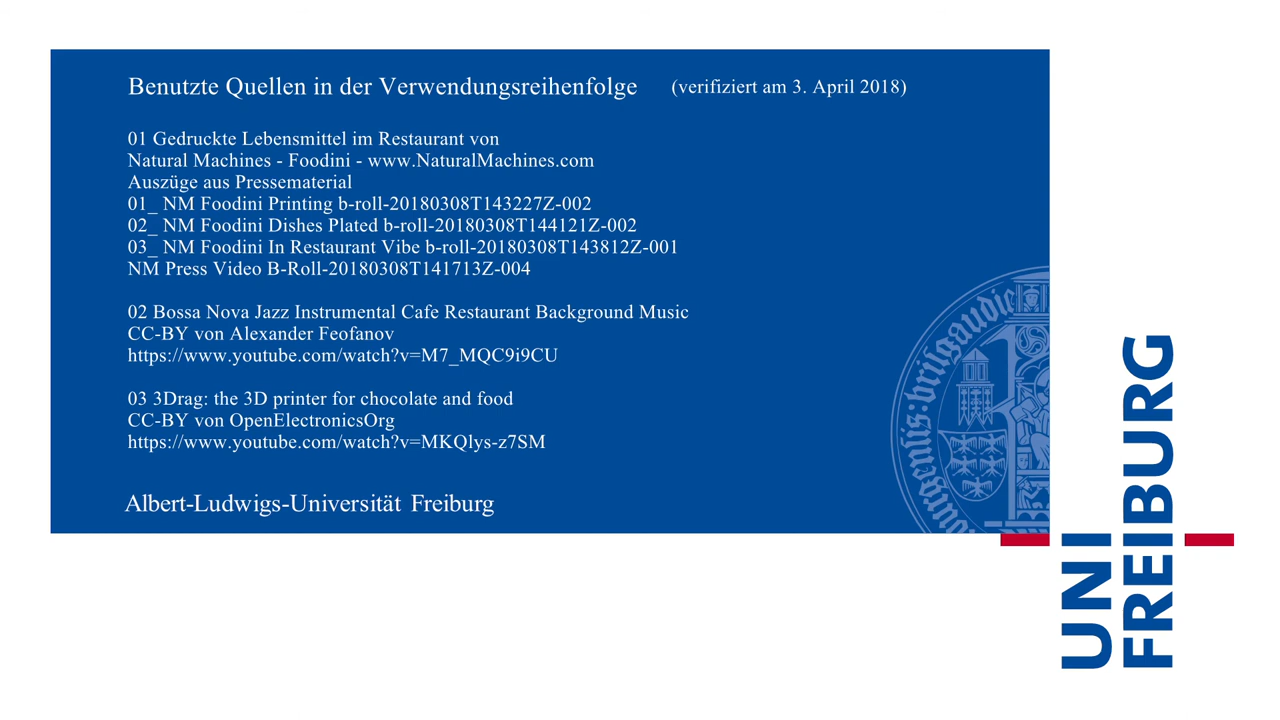 Benutzte Quellen in der Verwendungsreihenfolge (verifiziert am 3. April 2018)
01 Gedruckte Lebensmittel im Restaurant von
Natural Machines - Foodini - www.NaturalMachines.com
Auszüge aus Pressematerial
01_ NM Foodini Printing b-roll-20180308T143227Z-002
02_ NM Foodini Dishes Plated b-roll-20180308T144121Z-002
03_ NM Foodini In Restaurant Vibe b-roll-20180308T143812Z-001
NM Press Video B-Roll-20180308T141713Z-004
02 Bossa Nova Jazz Instrumental Cafe Restaurant Background Music
CC-BY von Alexander Feofanov
https://www.youtube.com/watch?v=M7_MQC9i9CU
03 3Drag: the 3D printer for chocolate and food
CC-BY von OpenElectronicsOrg
https://www.youtube.com/watch?v=MKQlys-z7SM
Albert-Ludwigs-Universität Freiburg
UNI
FREIBURG